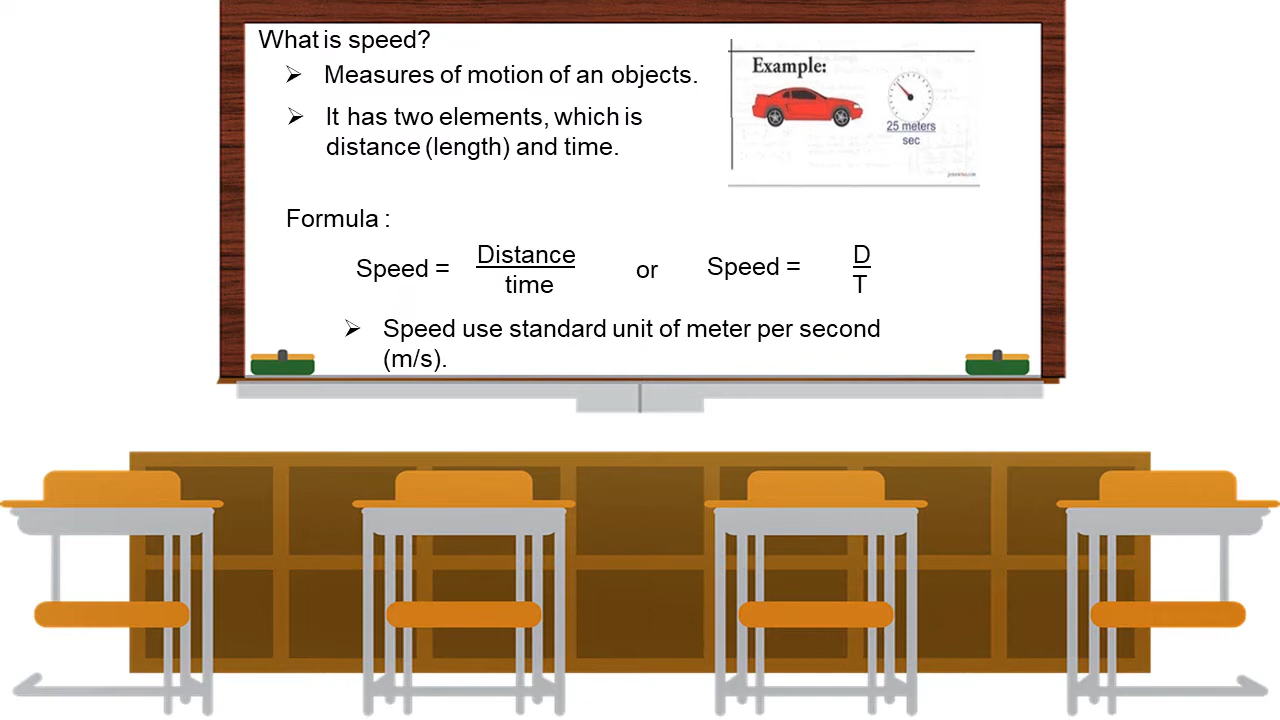 What is speed?
➢ Measures of motion of an objects.
➢ It has two elements, which is
distance (length) and time.
Example:
25 meters
sec
Formula :
Speed = Distance
time
or
Speed = D
T
➢ Speed use standard unit of meter per second
(m/s).